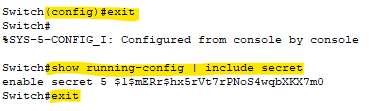 Switch(config)#exit
Switch#
%SYS-5-CONFIG_I: Configured from console by console
Switch#show running-config | include secret
enable secret 5 $1$mERr$hx5rVt7rPNoS4wqbXKX7m0
Switch#exit